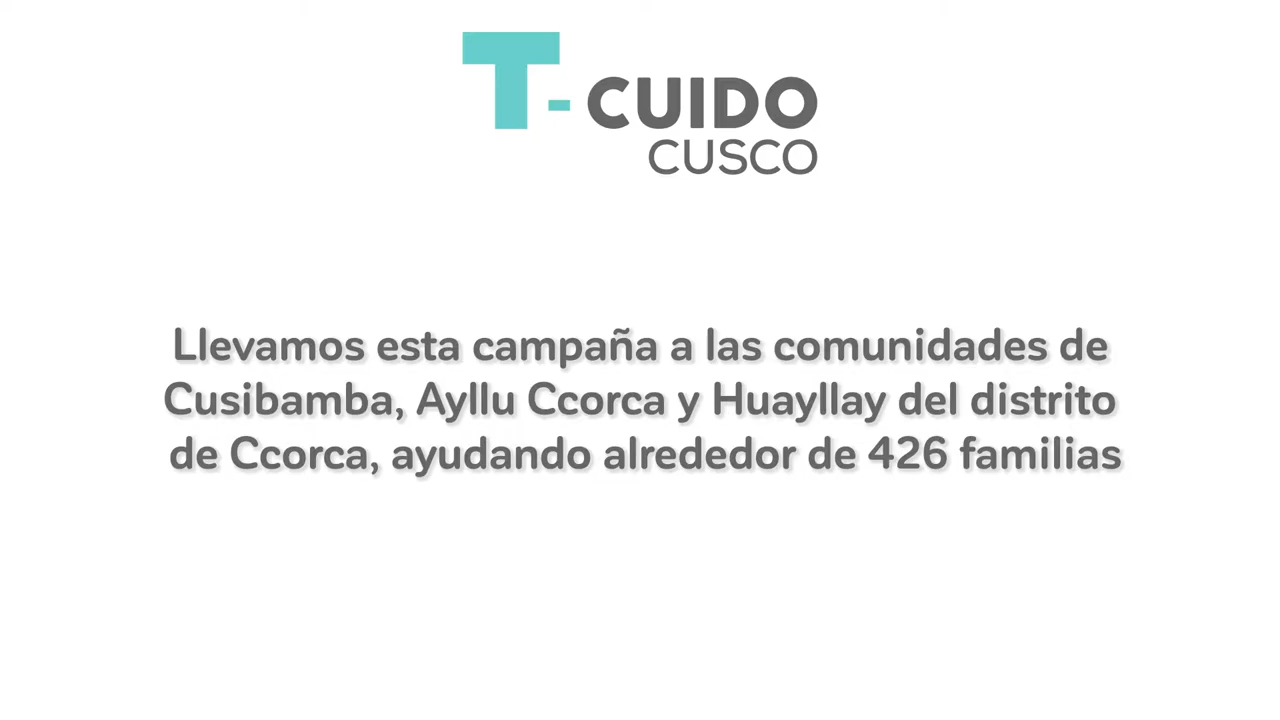 T-CUIDO
CUSCO
Llevamos esta campaña a las comunidades de
Cusibamba, Ayllu Ccorca y Huayllay del distrito
de Ccorca, ayudando alrededor de 426 familias